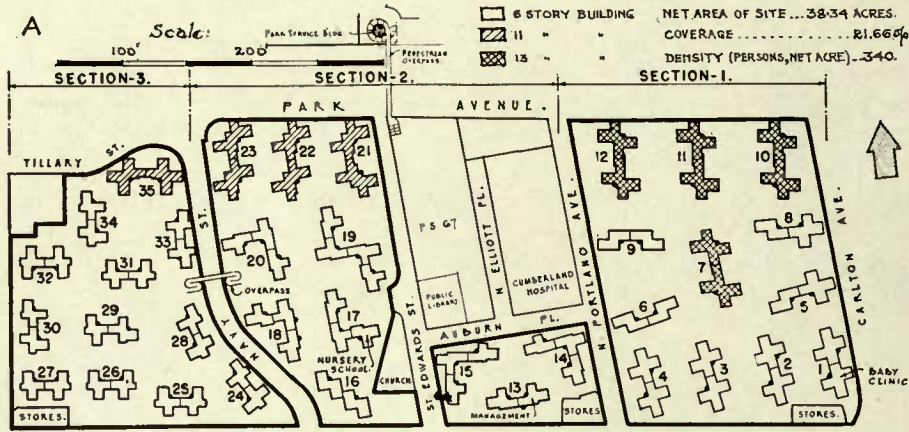 A
Scale:
100' 200'
PARK SERVICE BLDG
PEDESTRIAN OVERPASS
6 STORY BUILDING
11 " "
13 " "
NET AREA OF SITE ... 38.34 ACRES.
COVERAGE .......... 21.66%
DENSITY (PERSONS, NET ACRE) .. 340.
SECTION-3. SECTION-2. SECTION-1.
PARK AVENUE.
TILLARY ST.
NAVY ST.
ST. EDWARDS ST.
N ELLIOTT PL.
N PORTLAND AVE
CARLTON AVE.
AUBURN PL.
35
34
33
32
31
30
29
28
27
26
25
24
STORES.
23
22
21
20
19
18
17
16
OVERPASS
NURSERY SCHOOL
CHURCH
PS 67
PUBLIC LIBRARY
CUMBERLAND HOSPITAL
15
14
13
MANAGEMENT
STORES
12
11
10
9
8
7
6
5
4
3
2
1
BABY CLINIC
STORES